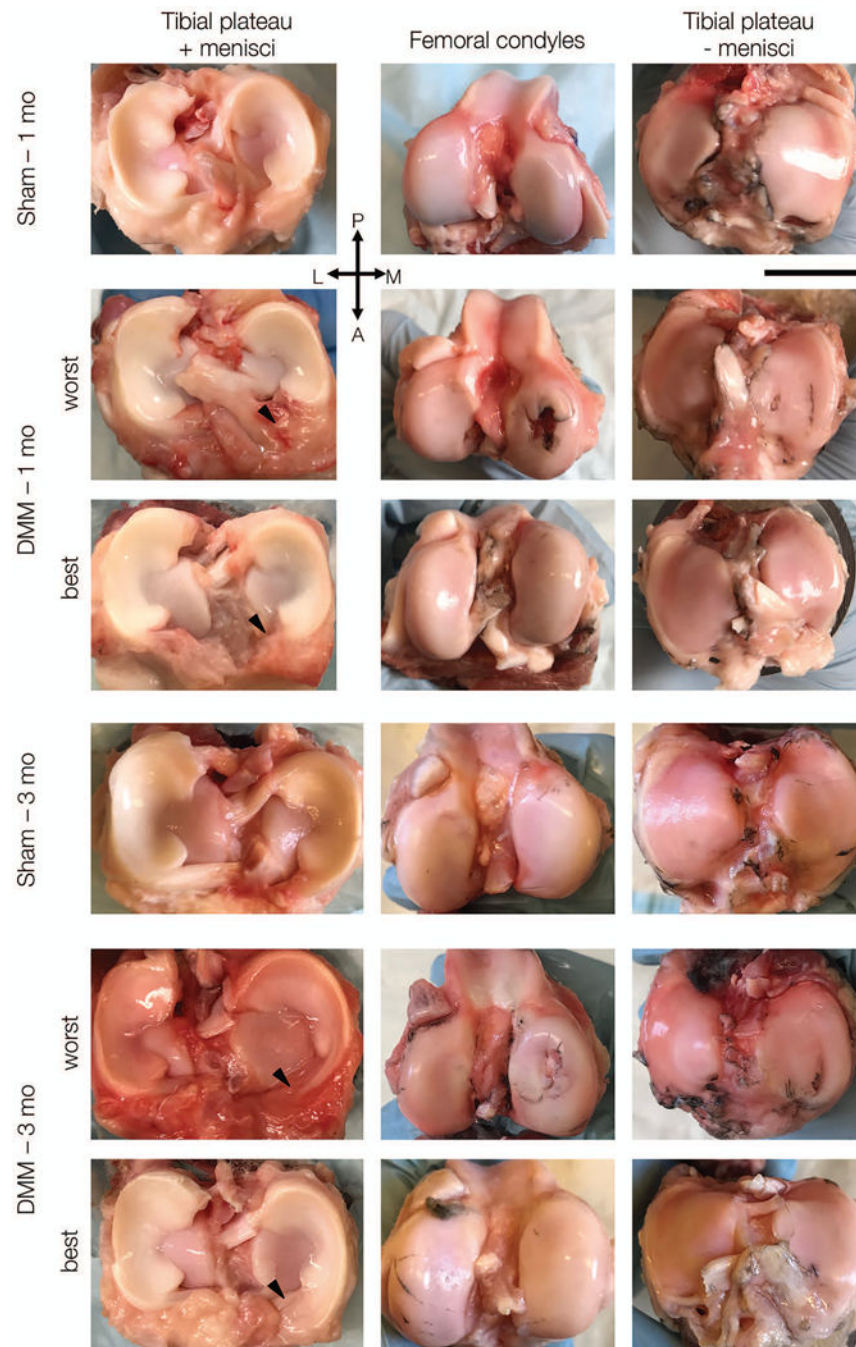 Tibial plateau
+ menisci
Femoral condyles
Tibial plateau
- menisci
Sham – 1 mo
P
L
M
A
DMM – 1 mo
worst
best
Sham – 3 mo
DMM – 3 mo
worst
best